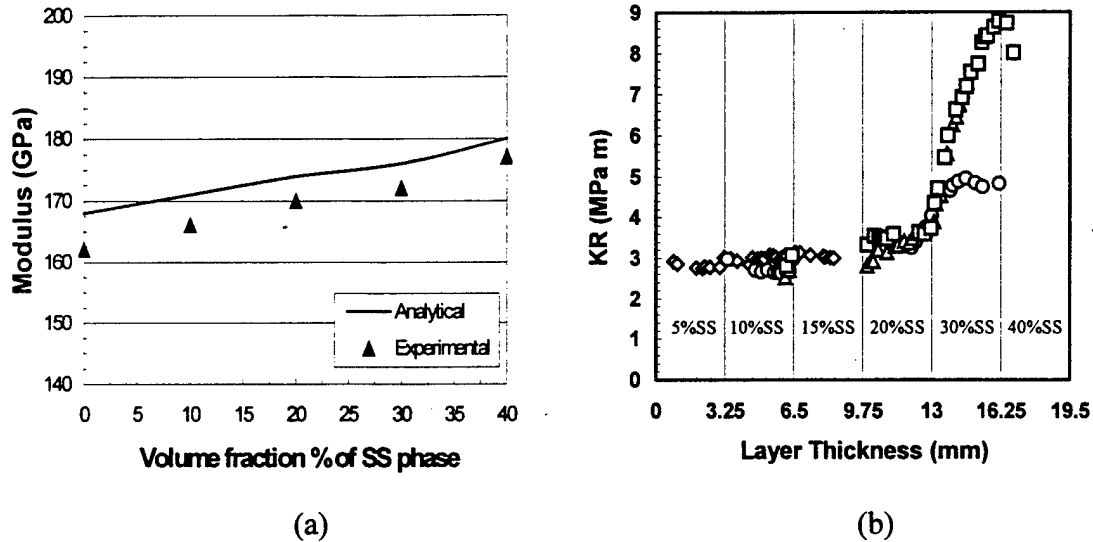 200
190
180
170
160
150
140
Modulus (GPa)
Analytical
Experimental
0 5 10 15 20 25 30 35 40
Volume fraction % of SS phase
(a)
9
8
7
6
5
4
3
2
1
0
KR (MPa m)
5%SS 10%SS 15%SS 20%SS 30%SS 40%SS
0 3.25 6.5 9.75 13 16.25 19.5
Layer Thickness (mm)
(b)